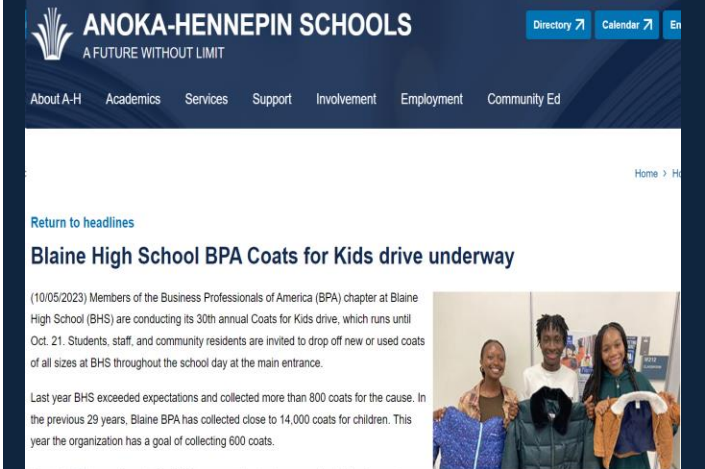 ANOKA-HENNEPIN SCHOOLS
A FUTURE WITHOUT LIMIT
Directory Calendar
About A-H Academics Services Support Involvement Employment Community Ed
Home >
Return to headlines
Blaine High School BPA Coats for Kids drive underway
(10/05/2023) Members of the Business Professionals of America (BPA) chapter at Blaine
High School (BHS) are conducting its 30th annual Coats for Kids drive, which runs until
Oct. 21. Students, staff, and community residents are invited to drop off new or used coats
of all sizes at BHS throughout the school day at the main entrance.
Last year BHS exceeded expectations and collected more than 800 coats for the cause. In
the previous 29 years, Blaine BPA has collected close to 14,000 coats for children. This
year the organization has a goal of collecting 600 coats.